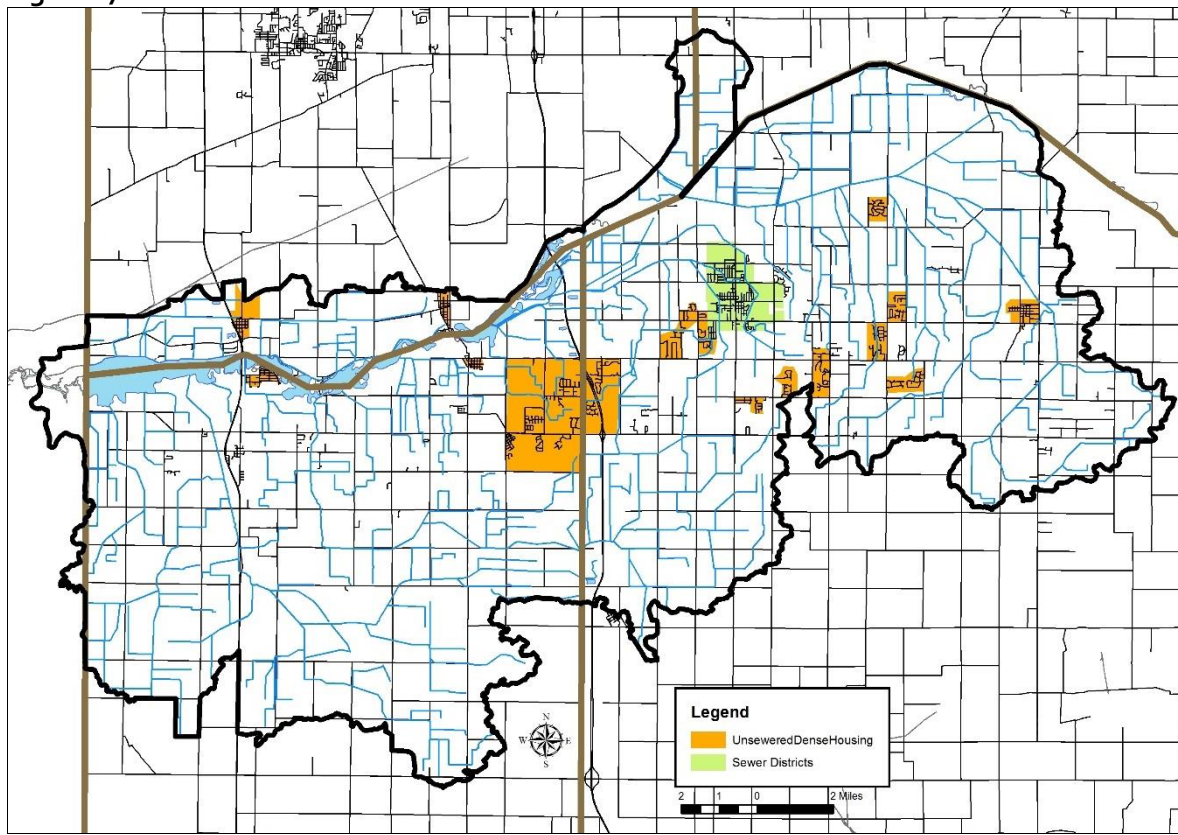 N
W E
S
Legend
UnseweredDenseHousing
Sewer Districts
2 1 0 2 Miles